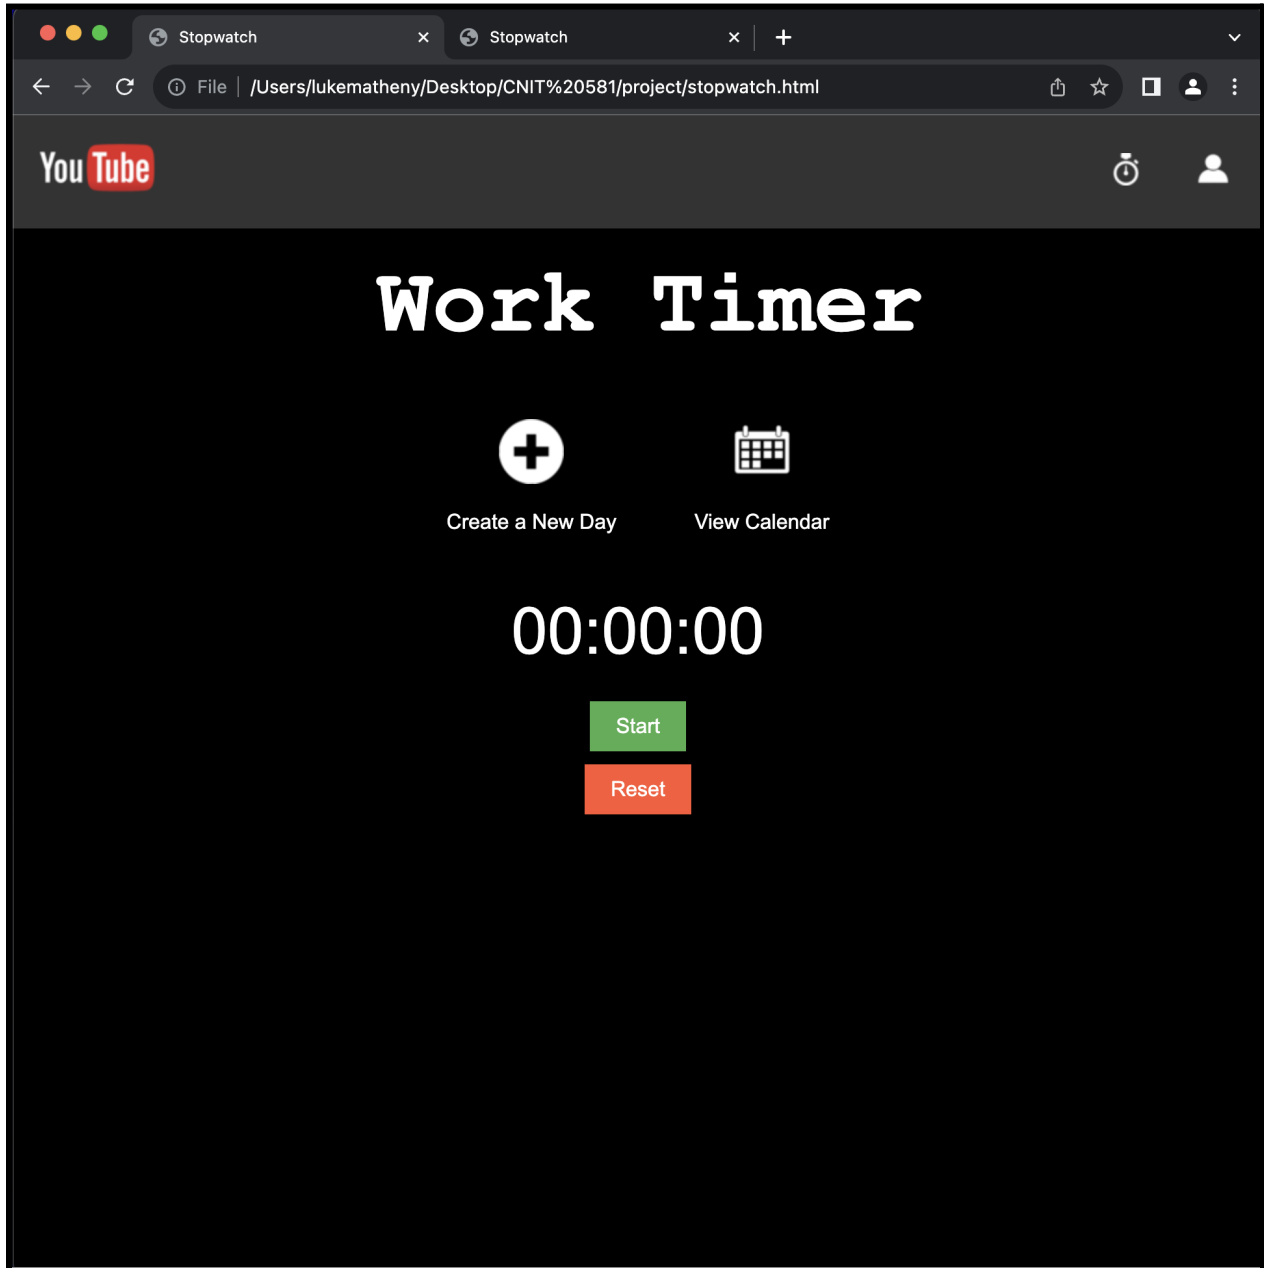 Stopwatch Stopwatch
File /Users/lukematheny/Desktop/CNIT%20581/project/stopwatch.html
YouTube
Work Timer
Create a New Day View Calendar
00:00:00
Start
Reset